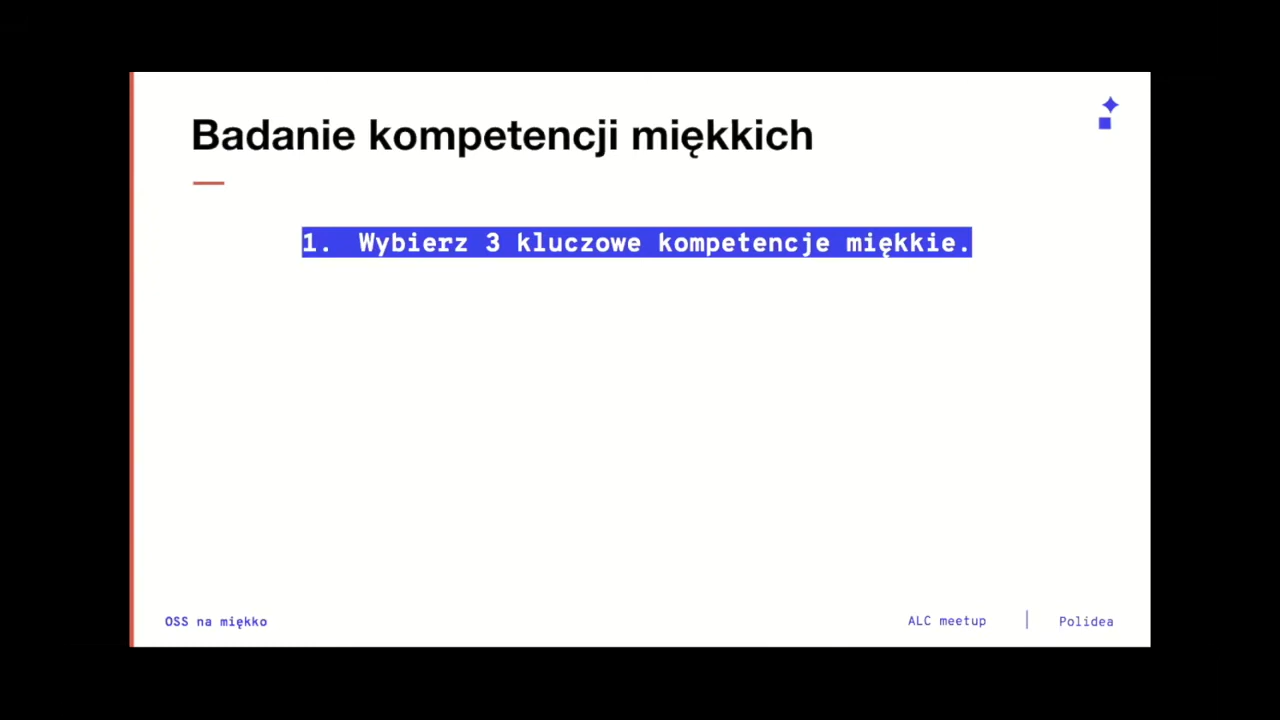 Badanie kompetencji miękkich
1. Wybierz 3 kluczowe kompetencje miękkie.
OSS na miękko
ALC meetup
Polidea